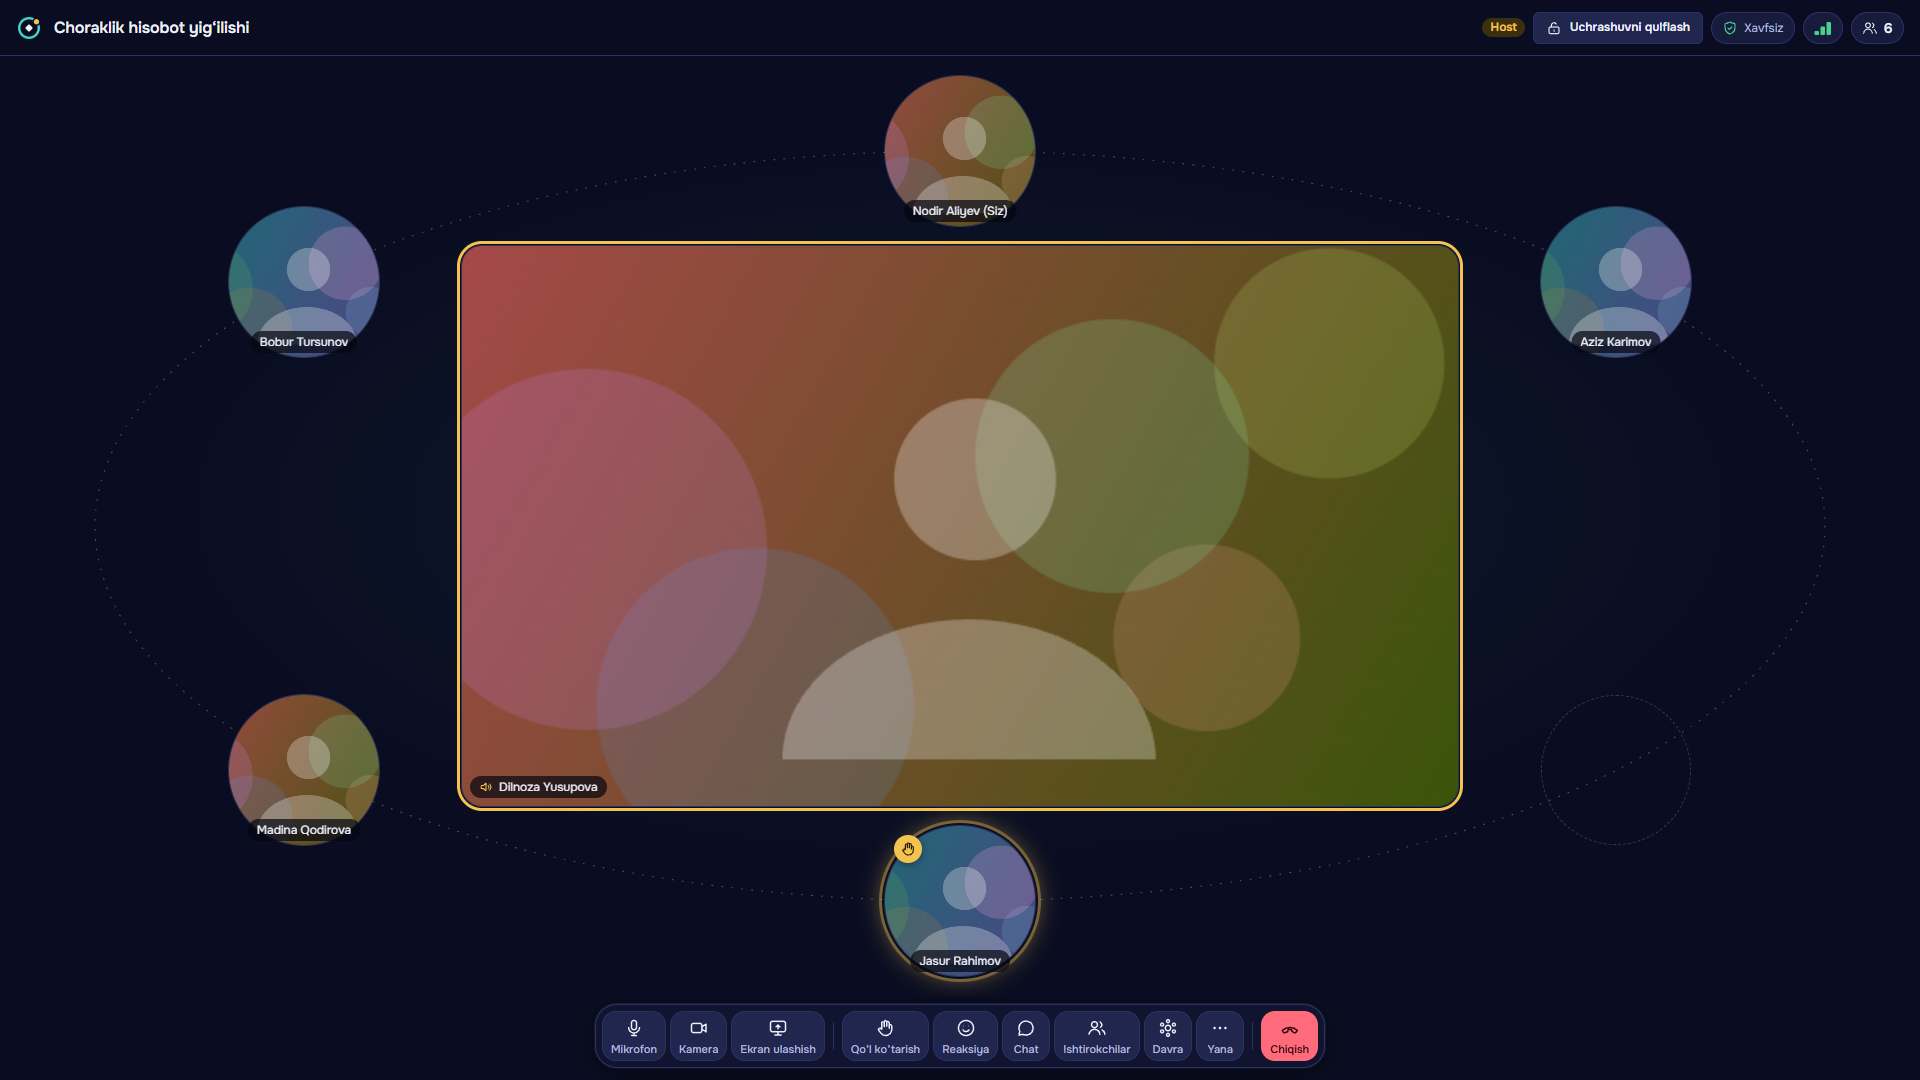 Choraklik hisobot yig‘ilishi
Host
Uchrashuvni qulflash
Xavfsiz
6
Nodir Aliyev (Siz)
Bobur Tursunov
Aziz Karimov
Dilnoza Yusupova
Madina Qodirova
Jasur Rahimov
Mikrofon
Kamera
Ekran ulashish
Qo‘l ko‘tarish
Reaksiya
Chat
Ishtirokchilar
Davra
Yana
Chiqish